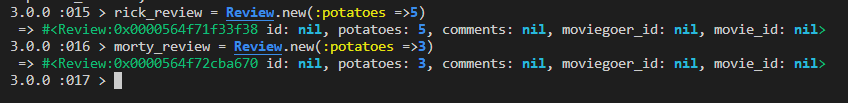 3.0.0 :015 > rick_review = Review.new(:potatoes =>5)
 => #<Review:0x0000564f71f33f38 id: nil, potatoes: 5, comments: nil, moviegoer_id: nil, movie_id: nil>
3.0.0 :016 > morty_review = Review.new(:potatoes =>3)
 => #<Review:0x0000564f72cba670 id: nil, potatoes: 3, comments: nil, moviegoer_id: nil, movie_id: nil>
3.0.0 :017 >